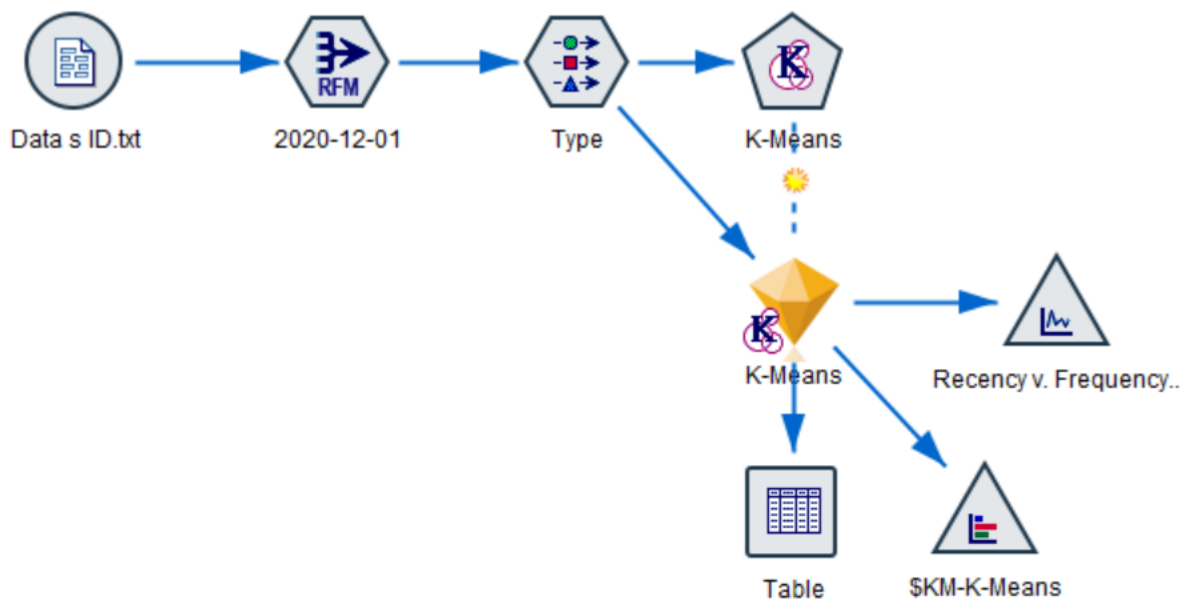 RFM
K
Data s ID.txt
2020-12-01
Type
K-Means
K
K-Means
Recency v. Frequency..
Table
$KM-K-Means